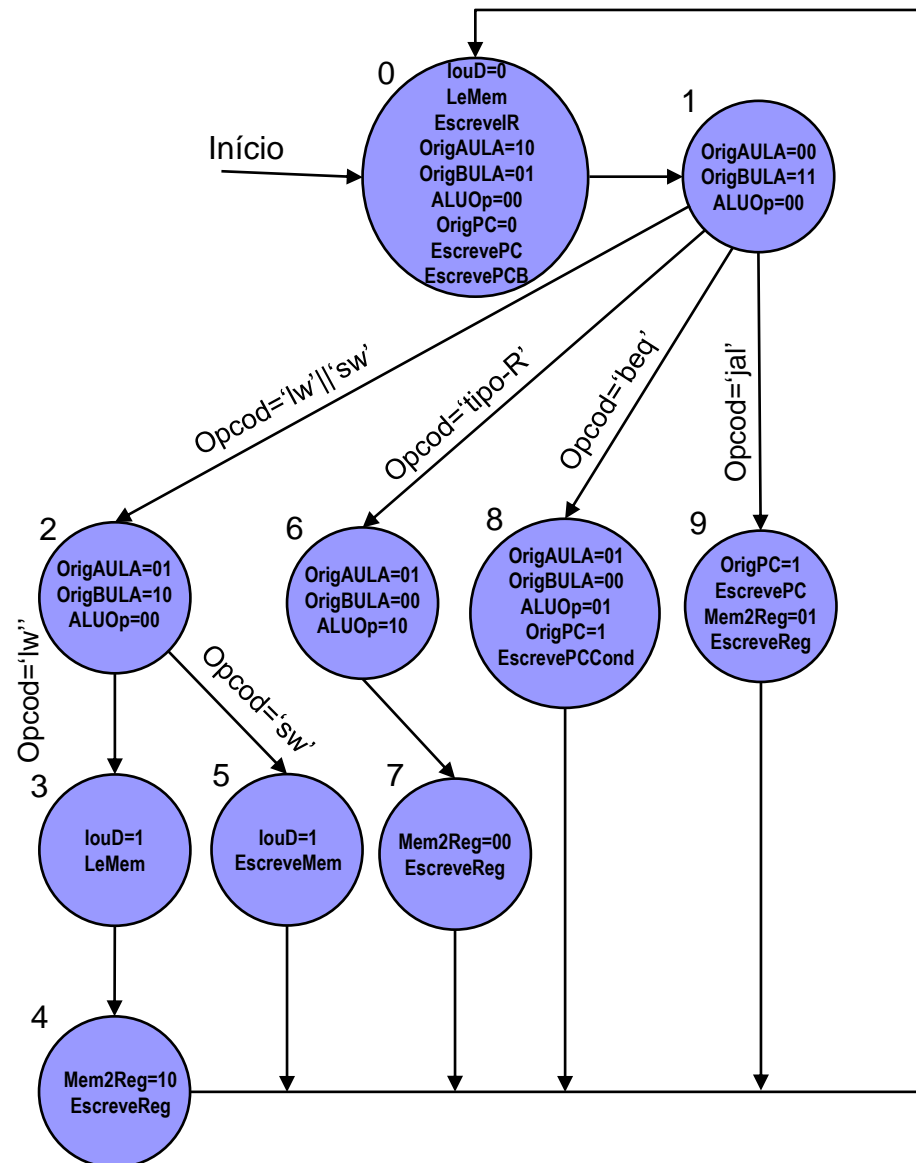 0
IouD=0
LeMem
EscreveIR
OrigAULA=10
OrigBULA=01
ALUOp=00
OrigPC=0
EscrevePC
EscrevePCB
Início
1
OrigAULA=00
OrigBULA=11
ALUOp=00
Opcod=‘lw’||‘sw’
Opcod=‘tipo-R’
Opcod=‘beq’
Opcod=‘jal’
2
OrigAULA=01
OrigBULA=10
ALUOp=00
6
OrigAULA=01
OrigBULA=00
ALUOp=10
8
OrigAULA=01
OrigBULA=00
ALUOp=01
OrigPC=1
EscrevePCCond
9
OrigPC=1
EscrevePC
Mem2Reg=01
EscreveReg
Opcod=‘lw’’
Opcod=‘sw’
3
IouD=1
LeMem
5
IouD=1
EscreveMem
7
Mem2Reg=00
EscreveReg
4
Mem2Reg=10
EscreveReg